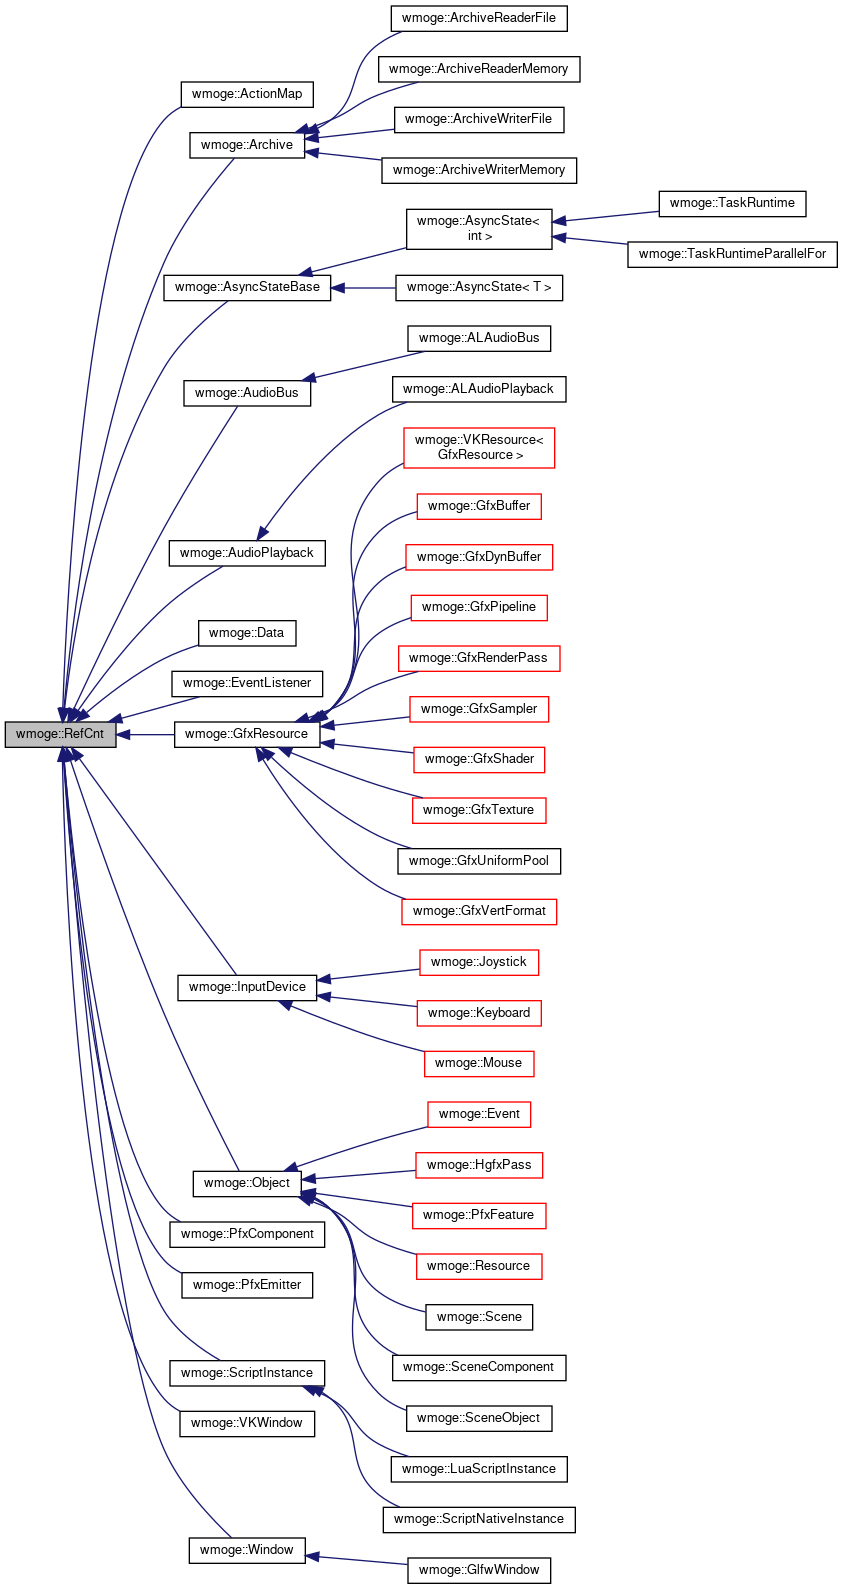 wmoge::ArchiveReaderFile
wmoge::ArchiveReaderMemory
wmoge::ActionMap
wmoge::ArchiveWriterFile
wmoge::Archive
wmoge::ArchiveWriterMemory
wmoge::TaskRuntime
wmoge::AsyncState<
int >
wmoge::TaskRuntimeParallelFor
wmoge::AsyncStateBase
wmoge::AsyncState< T >
wmoge::ALAudioBus
wmoge::AudioBus
wmoge::ALAudioPlayback
wmoge::VKResource<
GfxResource >
wmoge::GfxBuffer
wmoge::AudioPlayback
wmoge::GfxDynBuffer
wmoge::GfxPipeline
wmoge::Data
wmoge::GfxRenderPass
wmoge::EventListener
wmoge::GfxSampler
wmoge::RefCnt
wmoge::GfxResource
wmoge::GfxShader
wmoge::GfxTexture
wmoge::GfxUniformPool
wmoge::GfxVertFormat
wmoge::Joystick
wmoge::InputDevice
wmoge::Keyboard
wmoge::Mouse
wmoge::Event
wmoge::HgfxPass
wmoge::Object
wmoge::PfxFeature
wmoge::PfxComponent
wmoge::Resource
wmoge::PfxEmitter
wmoge::Scene
wmoge::SceneComponent
wmoge::ScriptInstance
wmoge::SceneObject
wmoge::VKWindow
wmoge::LuaScriptInstance
wmoge::ScriptNativeInstance
wmoge::Window
wmoge::GlfwWindow